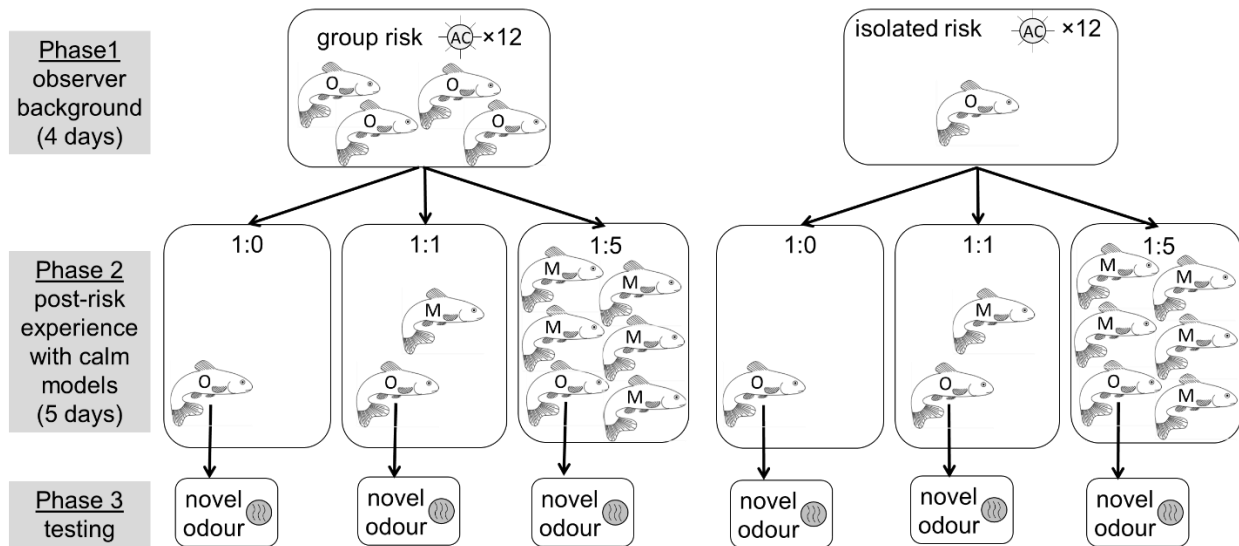 Phase1
observer
background
(4 days)
group risk AC ×12
O
O
O
O
isolated risk AC ×12
O
Phase 2
post-risk
experience
with calm
models
(5 days)
1:0
O
1:1
M
O
1:5
M
M
M
M
O
M
1:0
O
1:1
M
O
1:5
M
M
M
M
O
M
Phase 3
testing
novel
odour
novel
odour
novel
odour
novel
odour
novel
odour
novel
odour